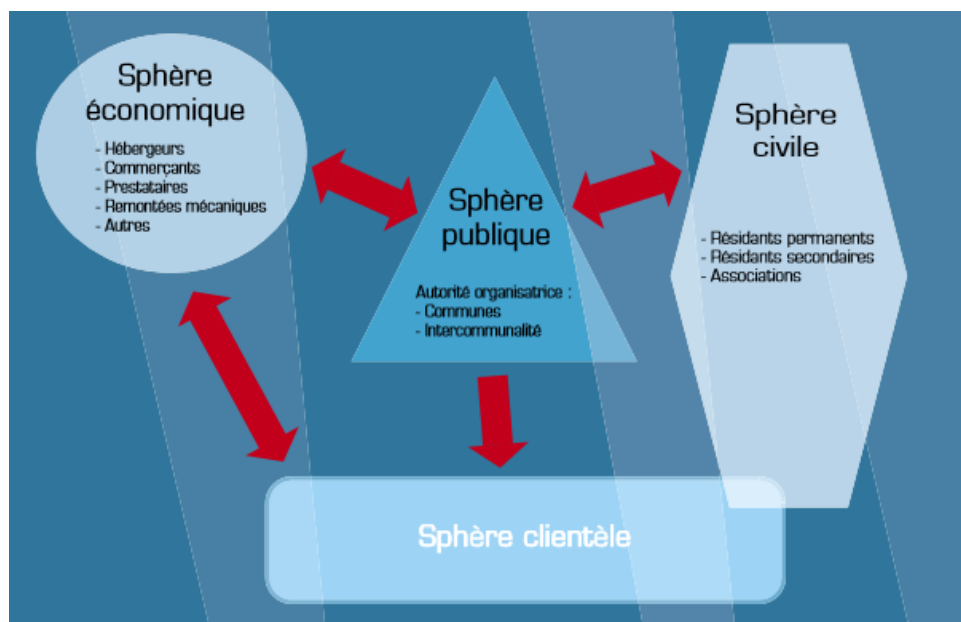 Sphère
économique
- Hébergeurs
- Commerçants
- Prestataires
- Remontées mécaniques
- Autres
Sphère
publique
Autorité organisatrice :
- Communes
- Intercommunalité
Sphère
civile
- Résidants permanents
- Résidants secondaires
- Associations
Sphère clientèle